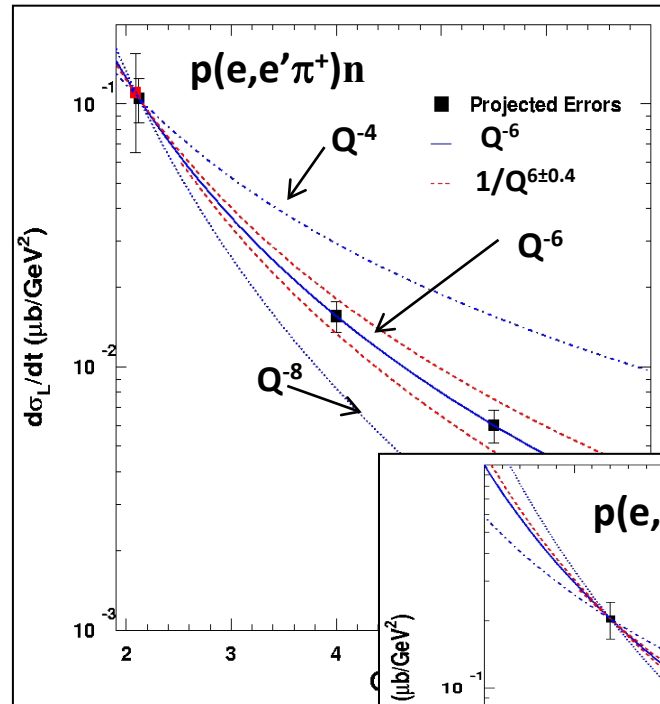 p(e,e’π⁺)n
10⁻¹
Projected Errors
Q⁻⁴
Q⁻⁶
1/Q⁶±⁰·⁴
Q⁻⁶
dσ_L/dt (μb/GeV²)
10⁻²
Q⁻⁸
p(e,
10⁻³
2 3 4
(μb/GeV²)
10⁻¹